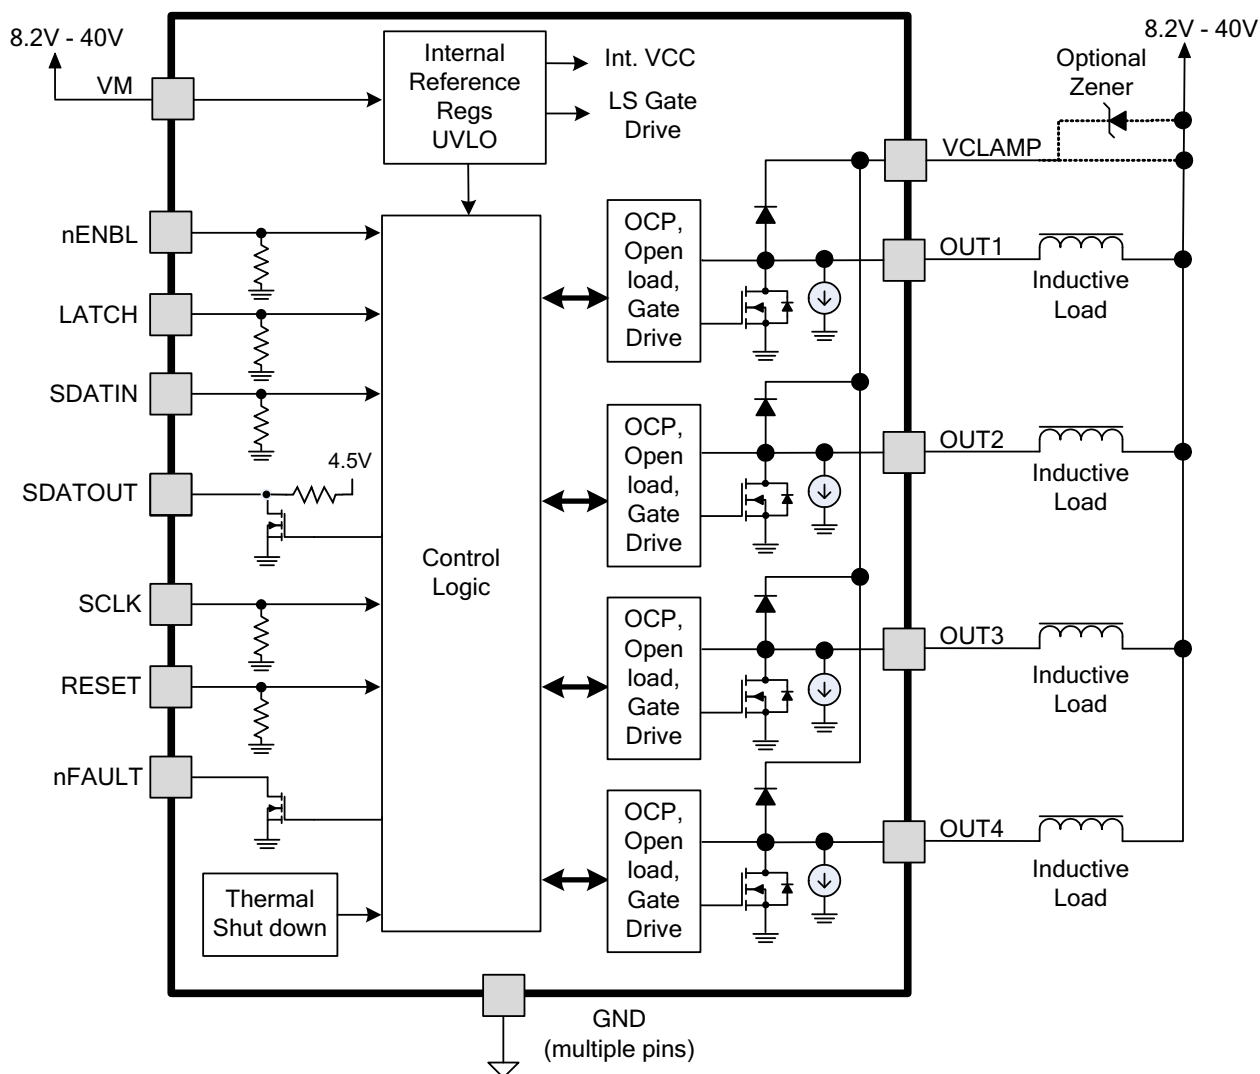 8.2V - 40V
VM
Internal
Reference
Regs
UVLO
Int. VCC
LS Gate
Drive
8.2V - 40V
Optional
Zener
VCLAMP
nENBL
LATCH
SDATIN
SDATOUT
4.5V
SCLK
RESET
nFAULT
Thermal
Shut down
Control
Logic
OCP,
Open
load,
Gate
Drive
OUT1
Inductive
Load
OCP,
Open
load,
Gate
Drive
OUT2
Inductive
Load
OCP,
Open
load,
Gate
Drive
OUT3
Inductive
Load
OCP,
Open
load,
Gate
Drive
OUT4
Inductive
Load
GND
(multiple pins)